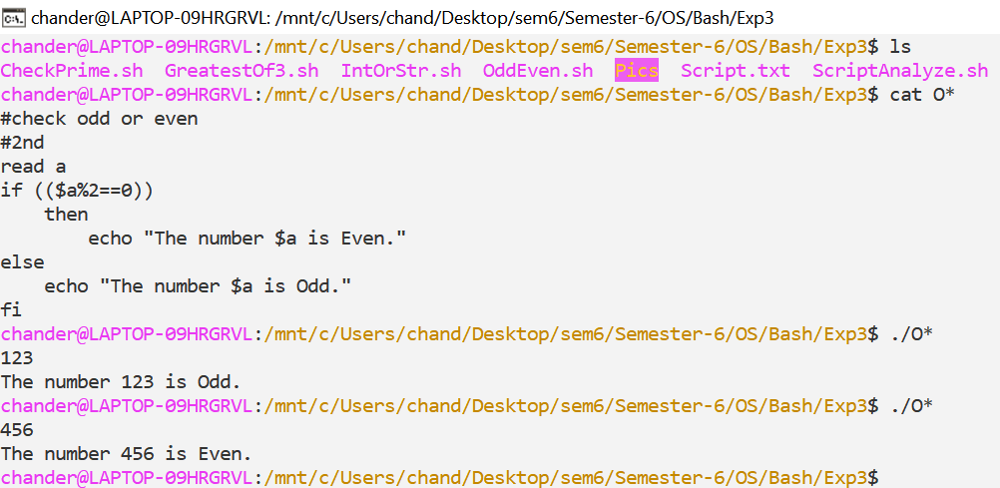 chander@LAPTOP-09HRGRVL: /mnt/c/Users/chand/Desktop/sem6/Semester-6/OS/Bash/Exp3
chander@LAPTOP-09HRGRVL:/mnt/c/Users/chand/Desktop/sem6/Semester-6/OS/Bash/Exp3$ ls
CheckPrime.sh  GreatestOf3.sh  IntOrStr.sh  OddEven.sh  Pics  Script.txt  ScriptAnalyze.sh
chander@LAPTOP-09HRGRVL:/mnt/c/Users/chand/Desktop/sem6/Semester-6/OS/Bash/Exp3$ cat O*
#check odd or even
#2nd
read a
if (($a%2==0))
    then
        echo "The number $a is Even."
else
    echo "The number $a is Odd."
fi
chander@LAPTOP-09HRGRVL:/mnt/c/Users/chand/Desktop/sem6/Semester-6/OS/Bash/Exp3$ ./O*
123
The number 123 is Odd.
chander@LAPTOP-09HRGRVL:/mnt/c/Users/chand/Desktop/sem6/Semester-6/OS/Bash/Exp3$ ./O*
456
The number 456 is Even.
chander@LAPTOP-09HRGRVL:/mnt/c/Users/chand/Desktop/sem6/Semester-6/OS/Bash/Exp3$